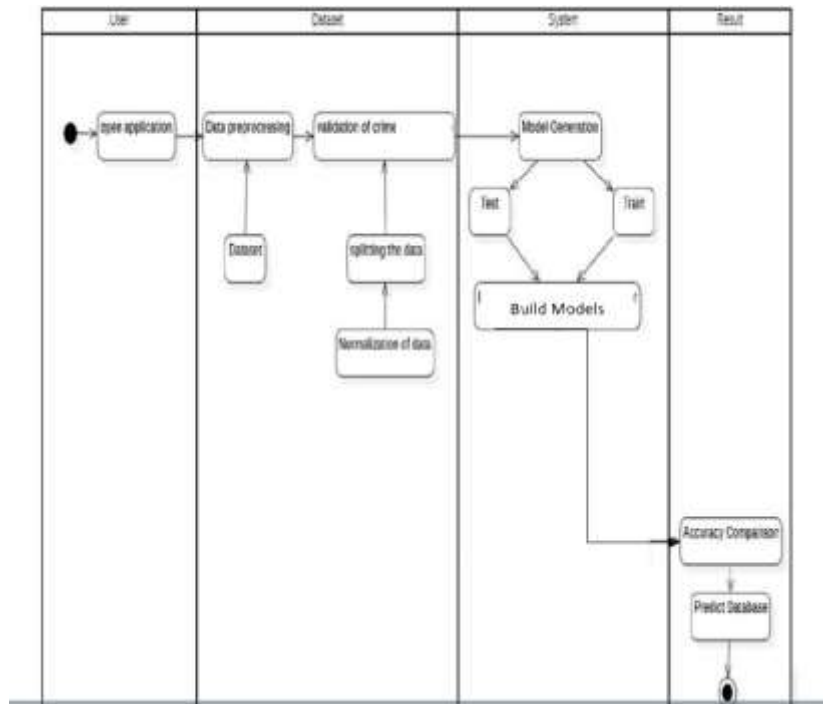 User
Dataset
System
Result
open application
Data preprocessing
validation of crime
Model Generation
Test
Train
Dataset
splitting the data
Build Models
Normalization of data
Accuracy Comparison
Predict Database